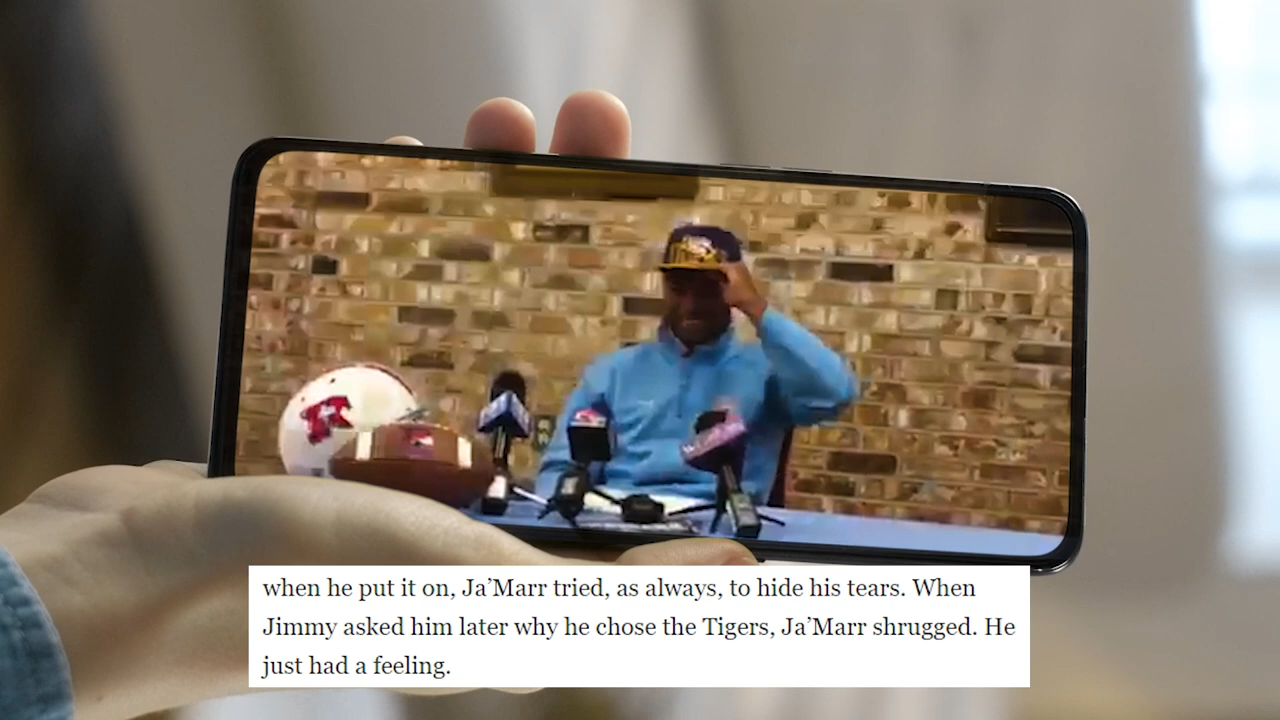 when he put it on, Ja’Marr tried, as always, to hide his tears. When
Jimmy asked him later why he chose the Tigers, Ja’Marr shrugged. He
just had a feeling.